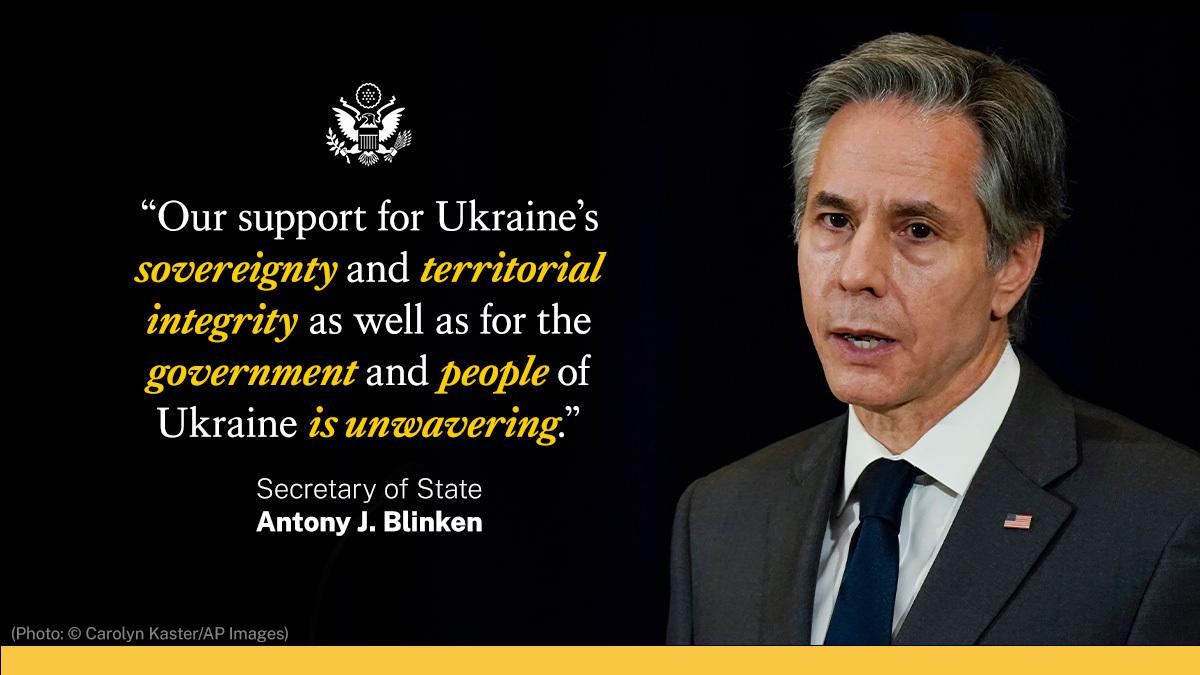 “Our support for Ukraine’s
sovereignty and territorial
integrity as well as for the
government and people of
Ukraine is unwavering.”
Secretary of State
Antony J. Blinken
(Photo: © Carolyn Kaster/AP Images)